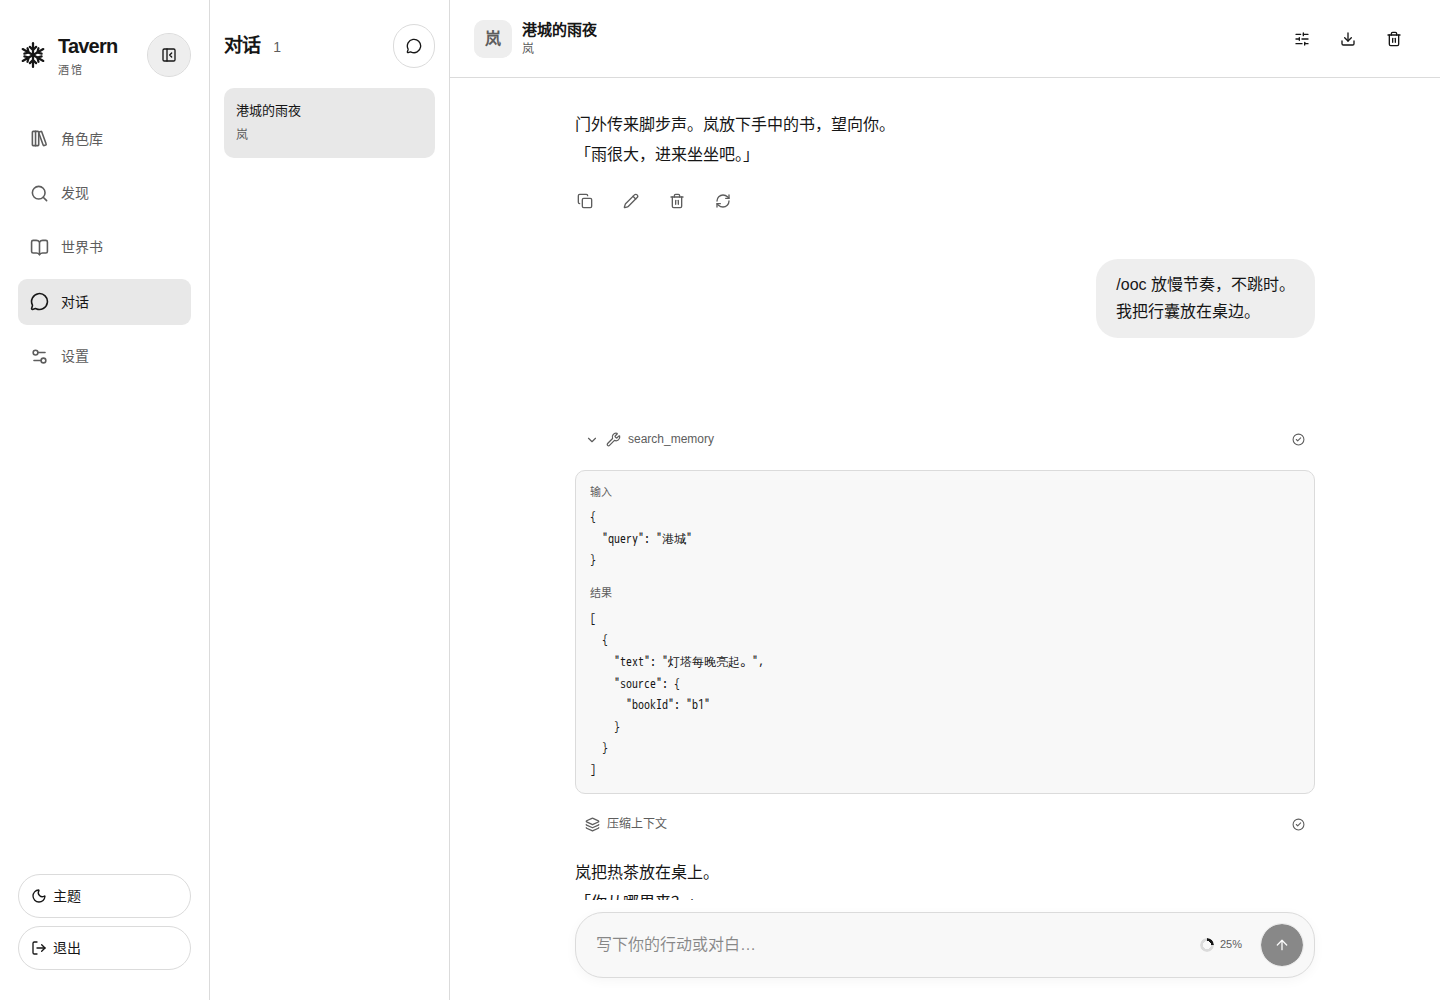 Tavern
酒馆
角色库
发现
世界书
对话
设置
主题
退出
对话 1
港城的雨夜
岚
岚
港城的雨夜
岚
门外传来脚步声。岚放下手中的书，望向你。
「雨很大，进来坐坐吧。」
/ooc 放慢节奏，不跳时。
我把行囊放在桌边。
search_memory
输入
{
"query": "港城"
}
结果
[
{
"text": "灯塔每晚亮起。",
"source": {
"bookId": "b1"
}
}
]
压缩上下文
岚把热茶放在桌上。
写下你的行动或对白…
25%